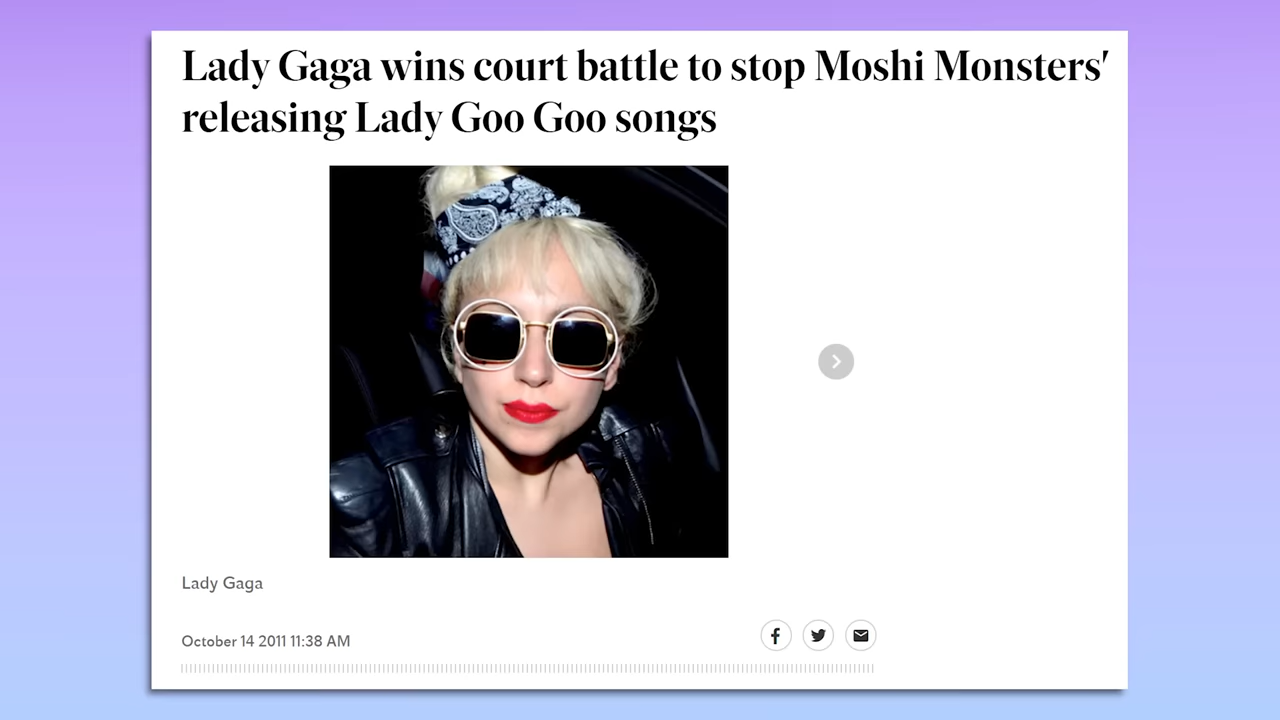 Lady Gaga wins court battle to stop Moshi Monsters'
releasing Lady Goo Goo songs
Lady Gaga
October 14 2011 11:38 AM